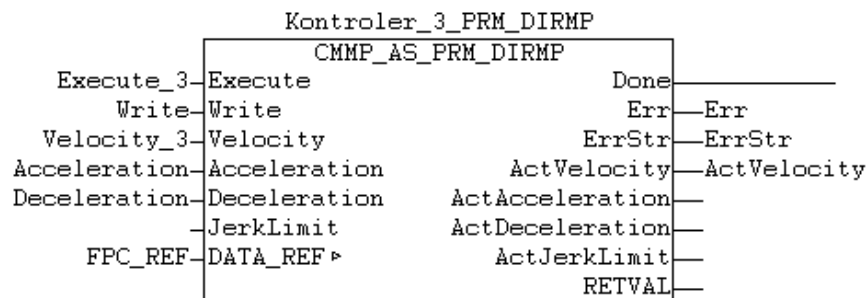 Kontroler_3_PRM_DIRMP
CMMP_AS_PRM_DIRMP
Execute_3 Execute Done
Write Write Err Err
Velocity_3 Velocity ErrStr ErrStr
Acceleration Acceleration ActVelocity ActVelocity
Deceleration Deceleration ActAcceleration
JerkLimit ActDeceleration
FPC_REF DATA_REF ActJerkLimit
RETVAL